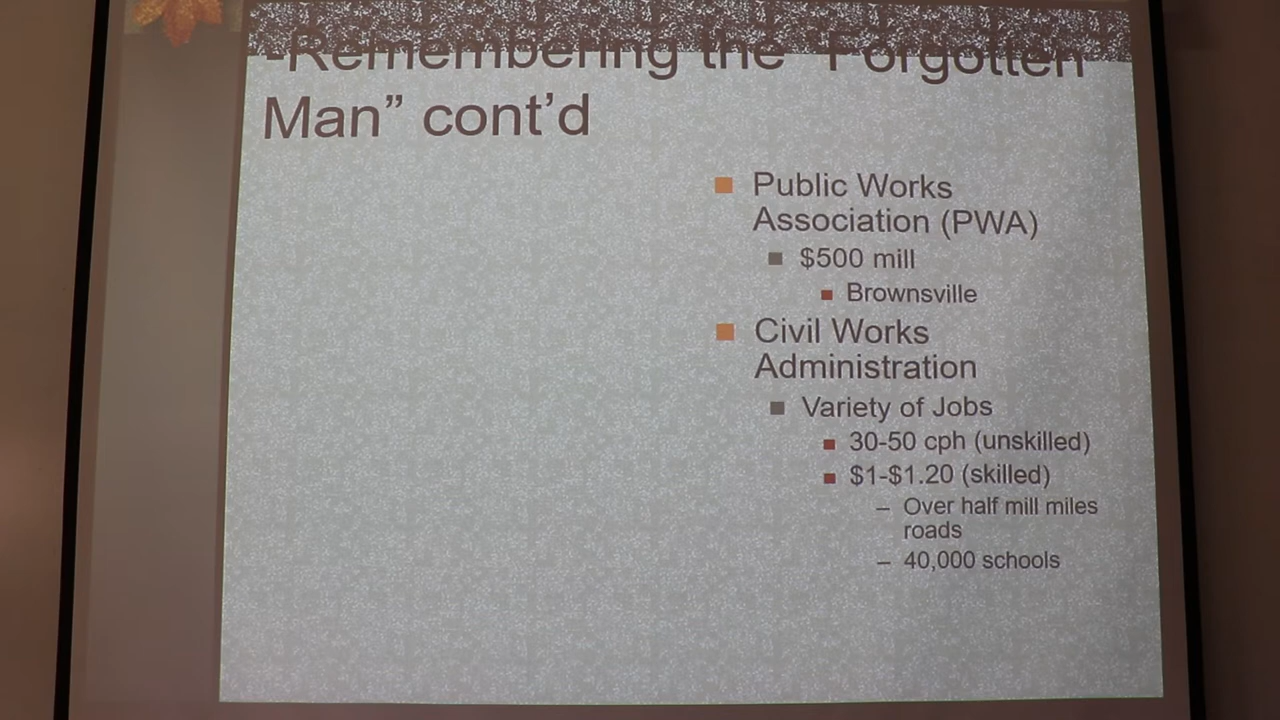 -Remembering the “Forgotten
Man” cont’d
Public Works
Association (PWA)
$500 mill
Brownsville
Civil Works
Administration
Variety of Jobs
30-50 cph (unskilled)
$1-$1.20 (skilled)
– Over half mill miles
roads
– 40,000 schools